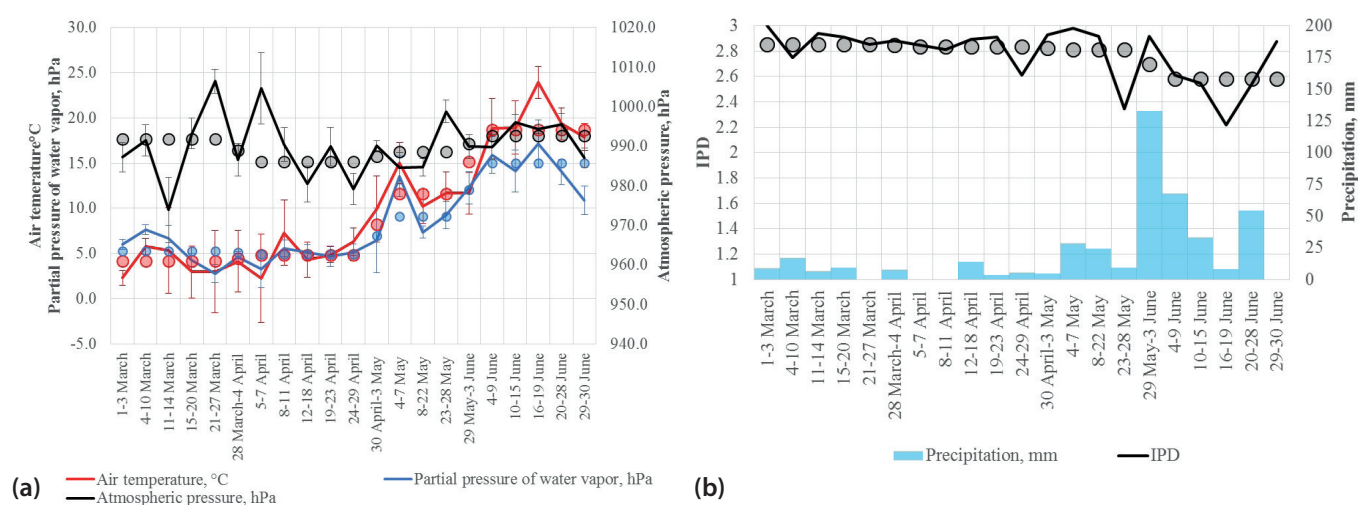 Air temerature°C
Partial pressure of water vapor, hPa
30.0
25.0
20.0
15.0
10.0
5.0
0.0
-5.0
1020.0
1010.0
1000.0
990.0
980.0
970.0
960.0
950.0
940.0
Atmospheric pressure, hPa
1-3 March
4-10 March
11-14 March
15-20 March
21-27 March
28 March-4 April
5-7 April
8-11 April
12-18 April
19-23 April
24-29 April
30 April-3 May
4-7 May
8-22 May
23-28 May
29 May-3 June
4-9 June
10-15 June
16-19 June
20-28 June
29-30 June
(a)
Air temperature, °C
Partial pressure of water vapor, hPa
Atmospheric pressure, hPa
IPD
3
2.8
2.6
2.4
2.2
2
1.8
1.6
1.4
1.2
1
200
175
150
125
100
75
50
25
0
Precipitation, mm
1-3 March
4-10 March
11-14 March
15-20 March
21-27 March
28 March-4 April
5-7 April
8-11 April
12-18 April
19-23 April
24-29 April
30 April-3 May
4-7 May
8-22 May
23-28 May
29 May-3 June
4-9 June
10-15 June
16-19 June
20-28 June
29-30 June
(b)
Precipitation, mm
IPD